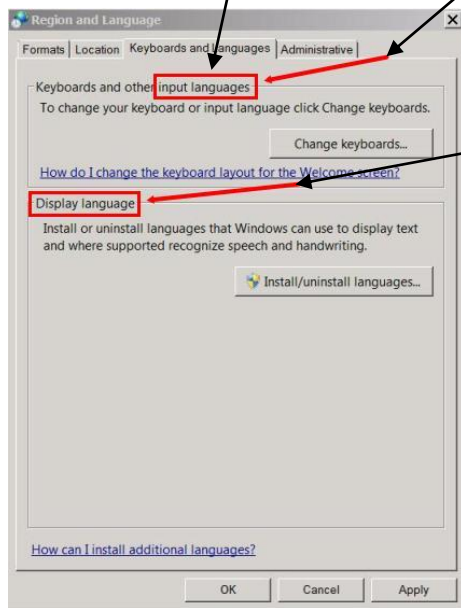 Region and Language
Formats Location Keyboards and Languages Administrative
Keyboards and other input languages
To change your keyboard or input language click Change keyboards.
Change keyboards...
How do I change the keyboard layout for the Welcome screen?
Display language
Install or uninstall languages that Windows can use to display text
and where supported recognize speech and handwriting.
Install/uninstall languages...
How can I install additional languages?
OK Cancel Apply